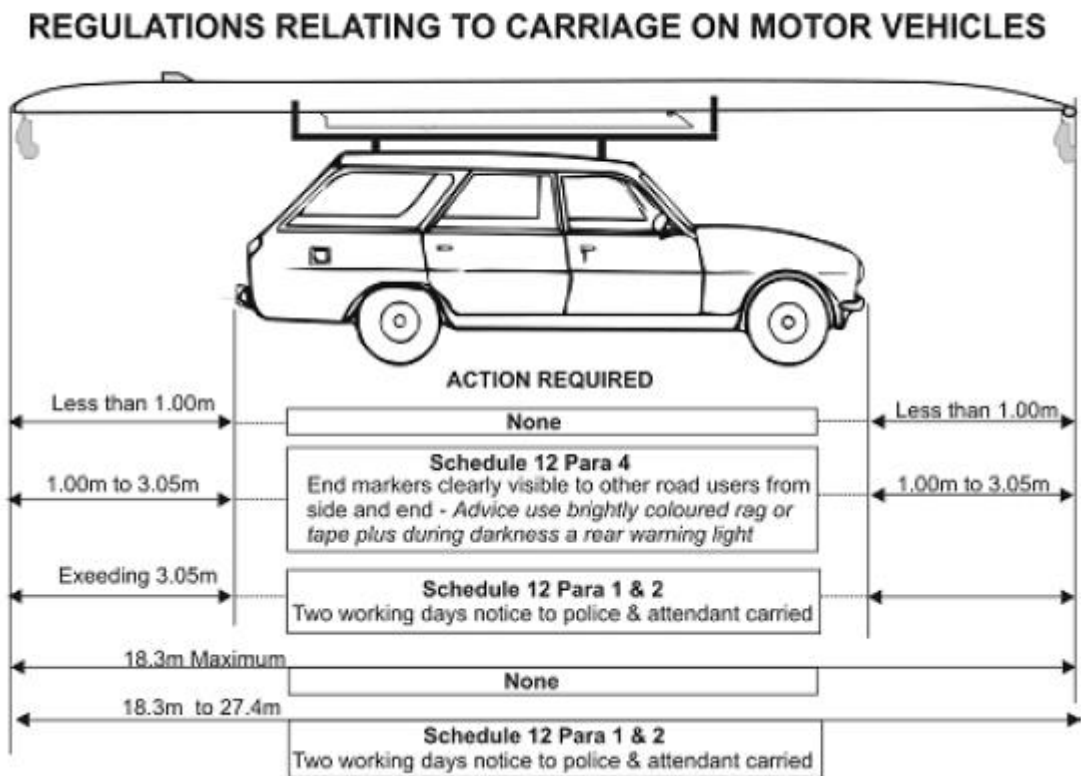 REGULATIONS RELATING TO CARRIAGE ON MOTOR VEHICLES
ACTION REQUIRED
Less than 1.00m
None
Less than 1.00m
Schedule 12 Para 4
1.00m to 3.05m
End markers clearly visible to other road users from
side and end - Advice use brightly coloured rag or
tape plus during darkness a rear warning light
1.00m to 3.05m
Exeeding 3.05m
Schedule 12 Para 1 & 2
Two working days notice to police & attendant carried
18.3m Maximum
None
18.3m to 27.4m
Schedule 12 Para 1 & 2
Two working days notice to police & attendant carried